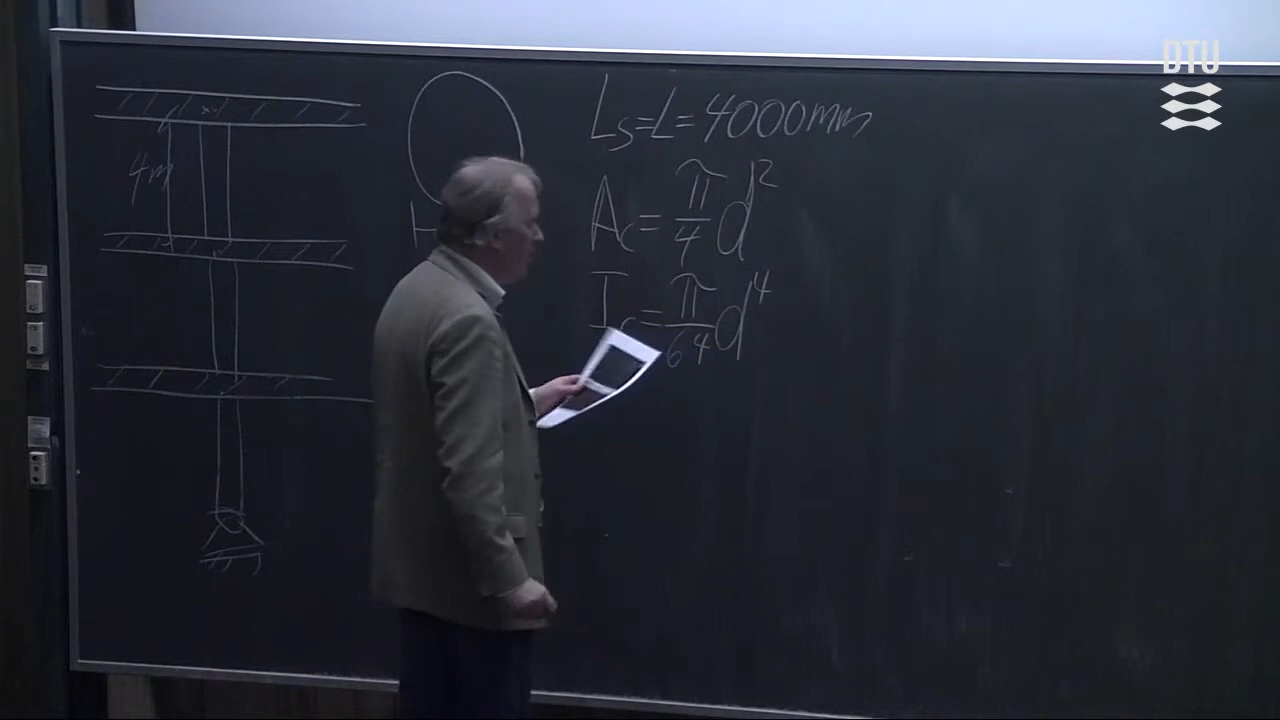 DTU
4m
L_s=L=4000mm
A_c=π/4 d²
I_c=π/64 d⁴